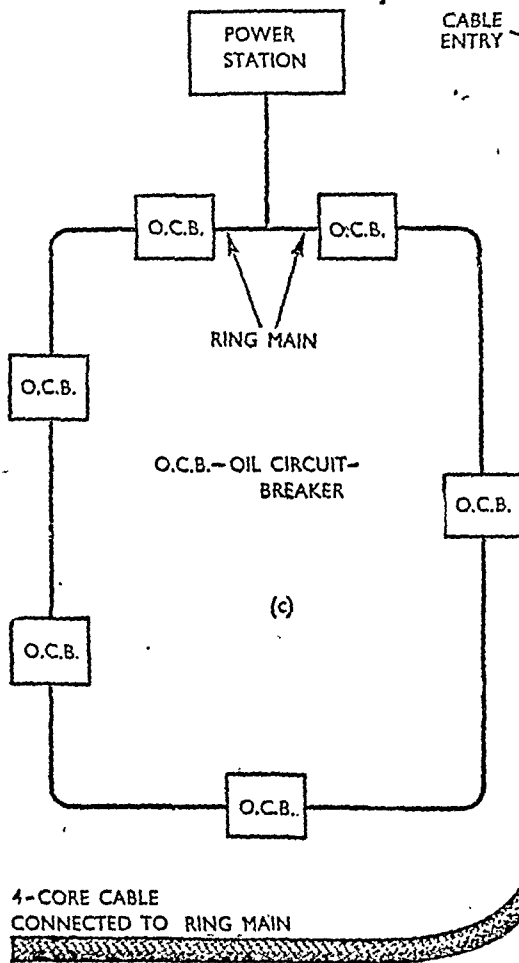 POWER
STATION
CABLE
ENTRY
O.C.B.
O.C.B.
RING MAIN
O.C.B.
O.C.B.-OIL CIRCUIT-
BREAKER
O.C.B.
(c)
O.C.B.
O.C.B.
4-CORE CABLE
CONNECTED TO RING MAIN